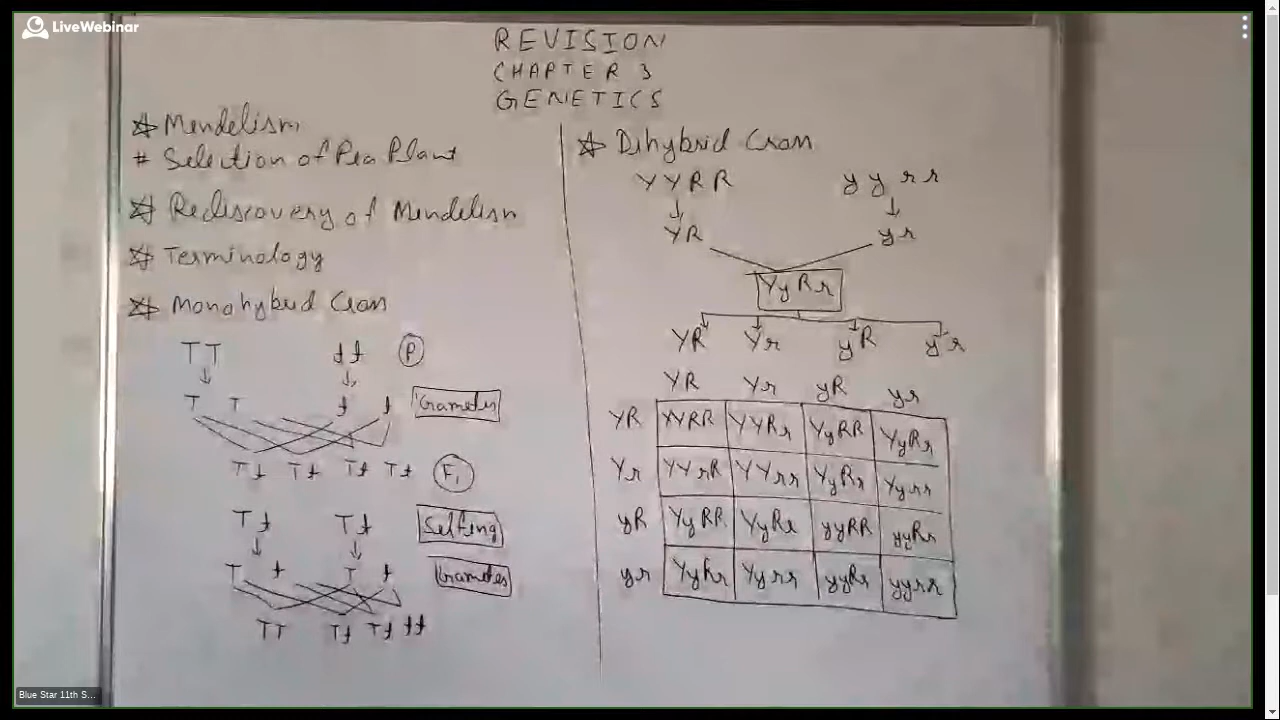 LiveWebinar
REVISION
CHAPTER 3
GENETICS
Mendelism
# Selection of Pea Plant
Rediscovery of Mendelism
Terminology
Monohybrid Cross
TT tt P
T T t t Gametes
Tt Tt Tt Tt F1
Tt Tt Selfing
T t T t Gametes
TT Tt Tt tt
Dihybrid Cross
YYRR yyrr
YR yr
YyRr
YR Yr yR yr
YR Yr yR yr
YR YYRR YYRr YyRR YyRr
Yr YYrR YYrr YyRr Yyrr
yR YyRR YyRr yyRR yyRr
yr YyRr Yyrr yyRr yyrr
Blue Star 11th S...